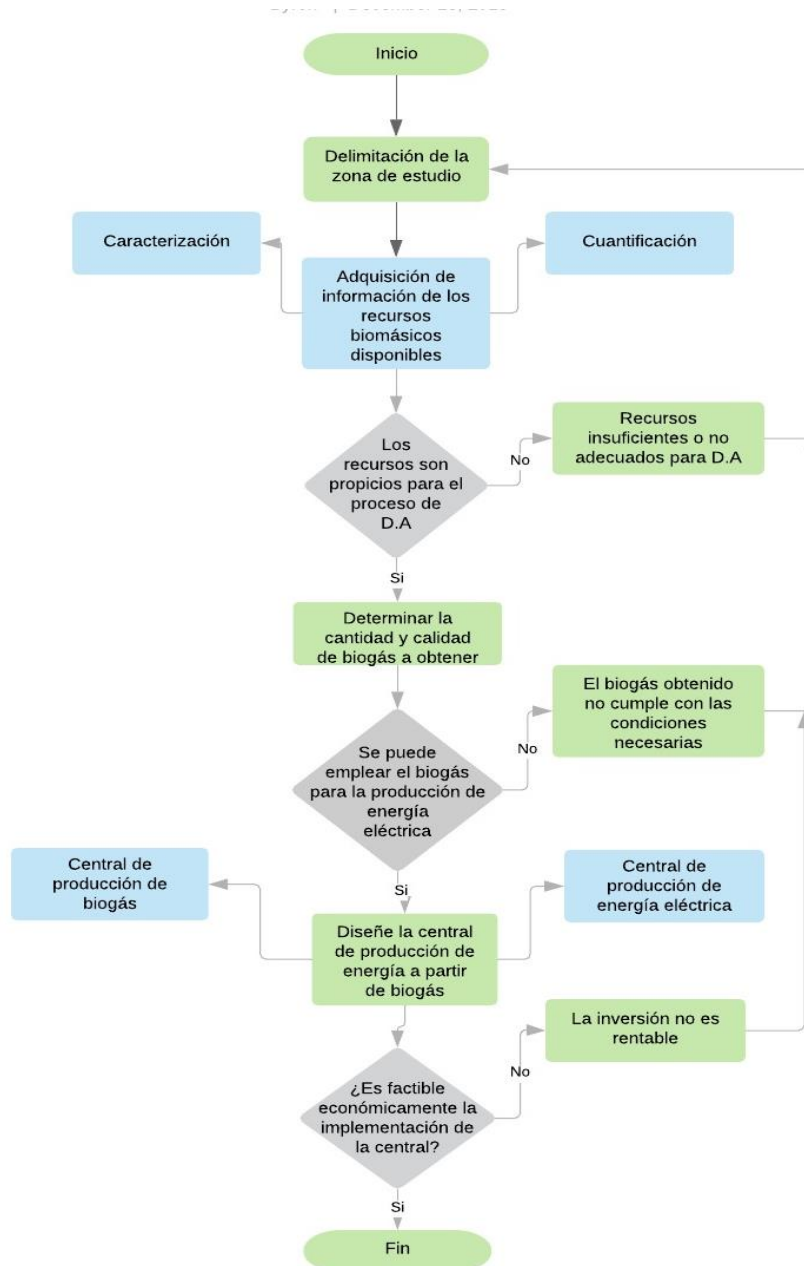 Inicio
Delimitación de la
zona de estudio
Caracterización
Cuantificación
Adquisición de
información de los
recursos
biomásicos
disponibles
Los
recursos son
propicios para el
proceso de
D.A
No
Recursos
insuficientes o no
adecuados para D.A
Si
Determinar la
cantidad y calidad
de biogás a obtener
El biogás obtenido
no cumple con las
condiciones
necesarias
No
Se puede
emplear el biogás
para la producción de
energía
eléctrica
Si
Central de
producción de
biogás
Central de
producción de
energía eléctrica
Diseñe la central
de producción de
energía a partir
de biogás
La inversión no es
rentable
No
¿Es factible
económicamente la
implementación de
la central?
Si
Fin